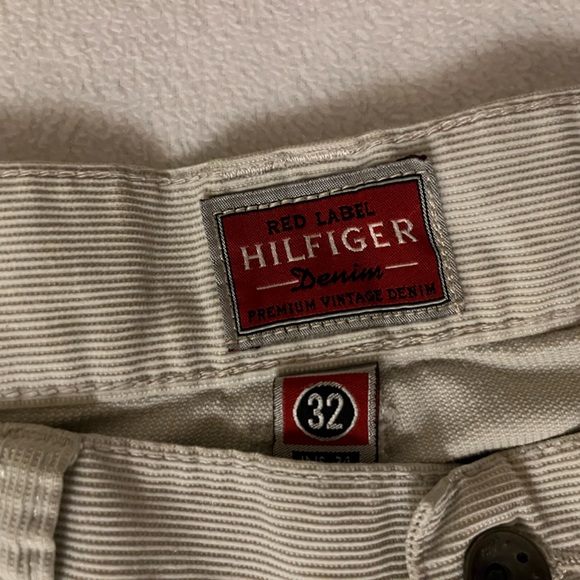 RED LABEL
HILFIGER
Denim
PREMIUM VINTAGE DENIM
32